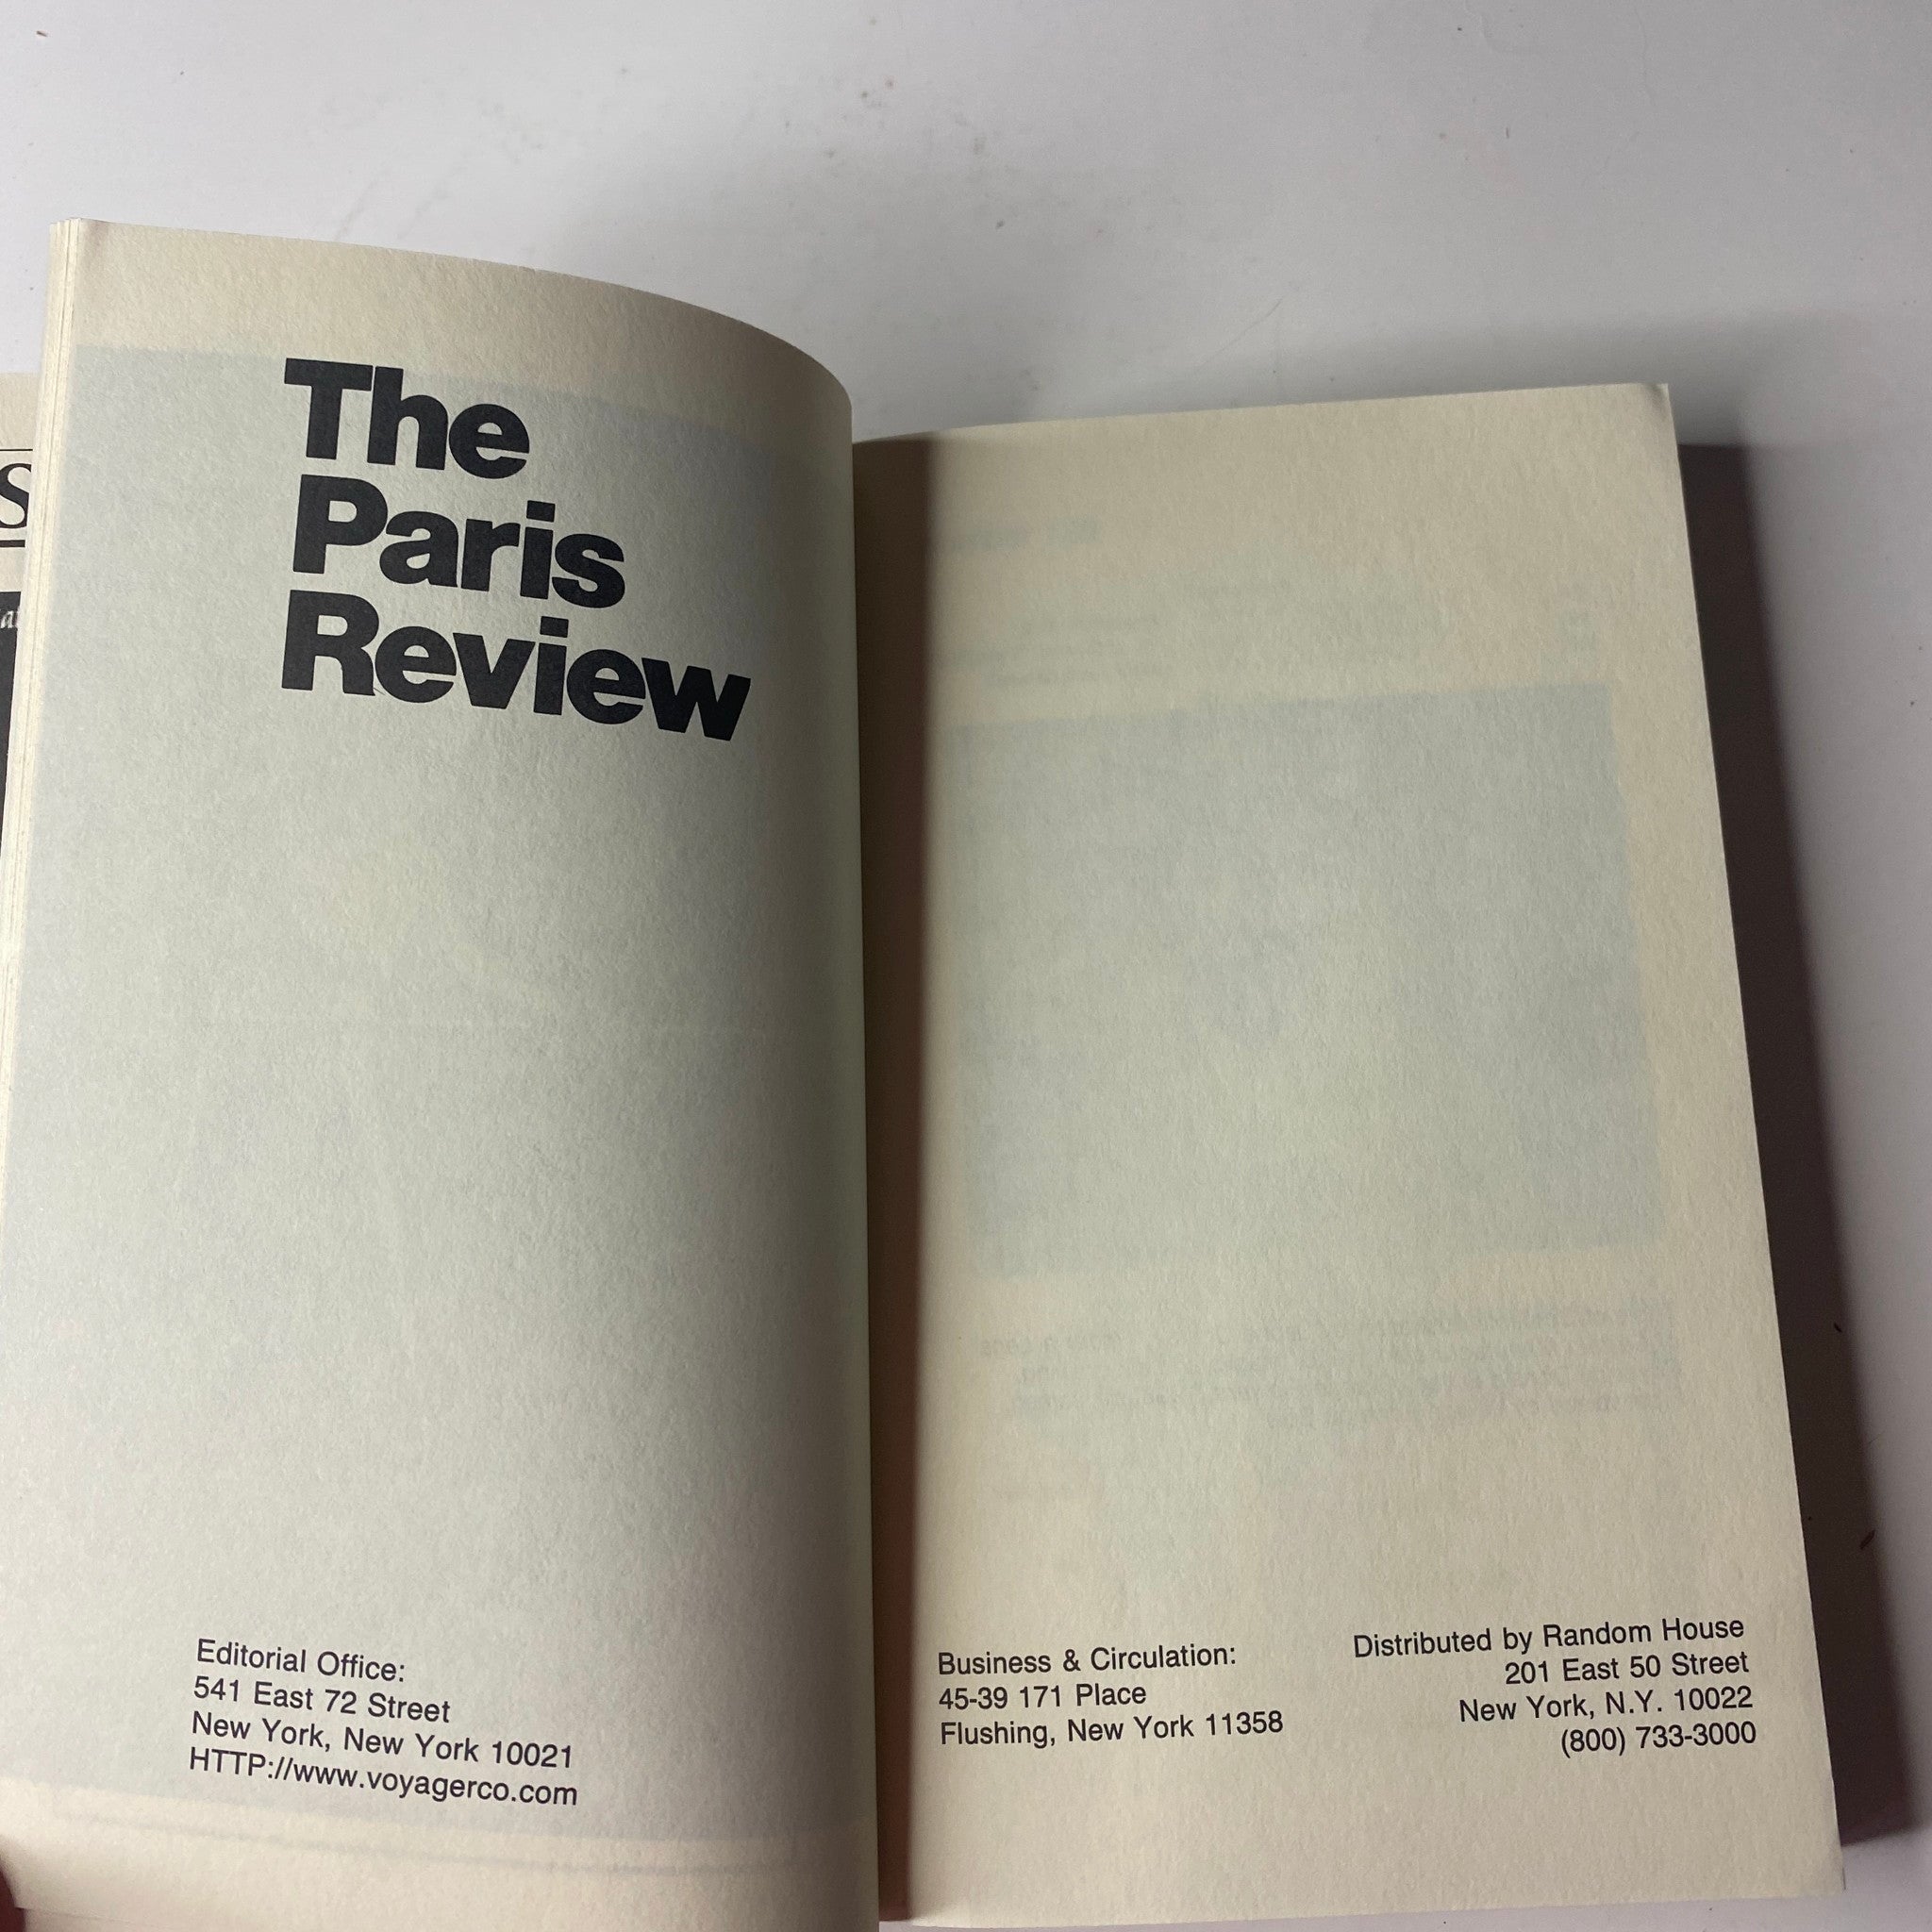 The
Paris
Review
Editorial Office:
541 East 72 Street
New York, New York 10021
HTTP://www.voyagerco.com
Business & Circulation:
45-39 171 Place
Flushing, New York 11358
Distributed by Random House
201 East 50 Street
New York, N.Y. 10022
(800) 733-3000